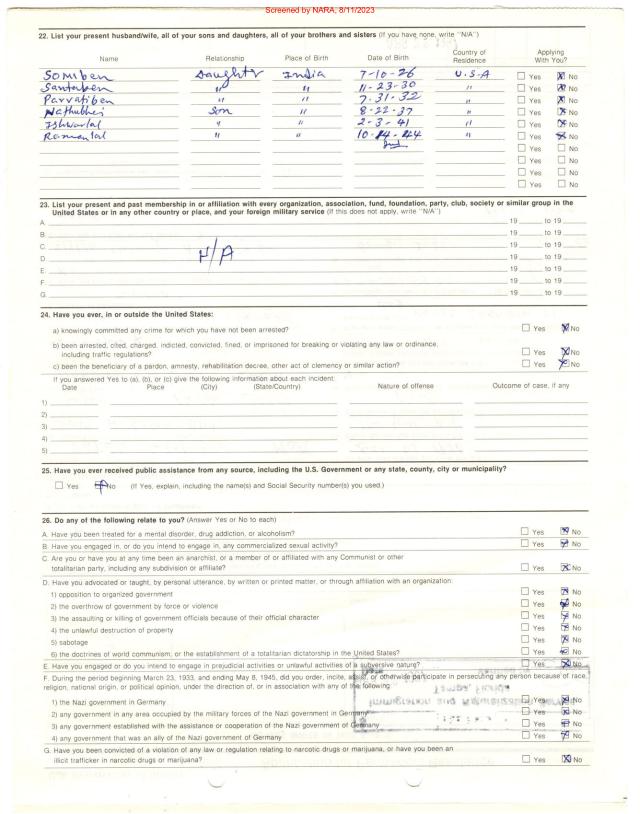 Screened by NARA, 8/11/2023
22. List your present husband/wife, all of your sons and daughters, all of your brothers and sisters (If you have none, write "N/A")
Name Relationship Place of Birth Date of Birth Country of Residence Applying With You?
Somiben Daughter India 7-10-26 U.S.A Yes No
Santaben " " 11-23-30 " Yes No
Parvatiben " " 7.31.32 " Yes No
Nathubhai Son " 8-22-37 " Yes No
Ishwarlal " " 2-3-41 " Yes No
Ramanlal " " 10-14-44 " Yes No
Yes No
Yes No
Yes No
Yes No
23. List your present and past membership in or affiliation with every organization, association, fund, foundation, party, club, society or similar group in the
United States or in any other country or place, and your foreign military service (If this does not apply, write "N/A")
A. 19 to 19
B. 19 to 19
C. 19 to 19
D. N/A 19 to 19
E. 19 to 19
F. 19 to 19
G. 19 to 19
24. Have you ever, in or outside the United States:
a) knowingly committed any crime for which you have not been arrested? Yes No
b) been arrested, cited, charged, indicted, convicted, fined, or imprisoned for breaking or violating any law or ordinance,
including traffic regulations? Yes No
c) been the beneficiary of a pardon, amnesty, rehabilitation decree, other act of clemency or similar action? Yes No
If you answered Yes to (a), (b), or (c) give the following information about each incident:
Date Place (City) (State/Country) Nature of offense Outcome of case, if any
1)
2)
3)
4)
5)
25. Have you ever received public assistance from any source, including the U.S. Government or any state, county, city or municipality?
Yes No (If Yes, explain, including the name(s) and Social Security number(s) you used.)
26. Do any of the following relate to you? (Answer Yes or No to each)
A. Have you been treated for a mental disorder, drug addiction, or alcoholism? Yes No
B. Have you engaged in, or do you intend to engage in, any commercialized sexual activity? Yes No
C. Are you or have you at any time been an anarchist, or a member of or affiliated with any Communist or other
totalitarian party, including any subdivision or affiliate? Yes No
D. Have you advocated or taught, by personal utterance, by written or printed matter, or through affiliation with an organization:
1) opposition to organized government Yes No
2) the overthrow of government by force or violence Yes No
3) the assaulting or killing of government officials because of their official character Yes No
4) the unlawful destruction of property Yes No
5) sabotage Yes No
6) the doctrines of world communism, or the establishment of a totalitarian dictatorship in the United States? Yes No
E. Have you engaged or do you intend to engage in prejudicial activities or unlawful activities of a subversive nature? Yes No
F. During the period beginning March 23, 1933, and ending May 8, 1945, did you order, incite, assist, or otherwise participate in persecuting any person because of race,
religion, national origin, or political opinion, under the direction of, or in association with any of the following:
1) the Nazi government in Germany Yes No
2) any government in any area occupied by the military forces of the Nazi government in Germany Yes No
3) any government established with the assistance or cooperation of the Nazi government of Germany Yes No
4) any government that was an ally of the Nazi government of Germany Yes No
G. Have you been convicted of a violation of any law or regulation relating to narcotic drugs or marijuana, or have you been an
illicit trafficker in narcotic drugs or marijuana? Yes No